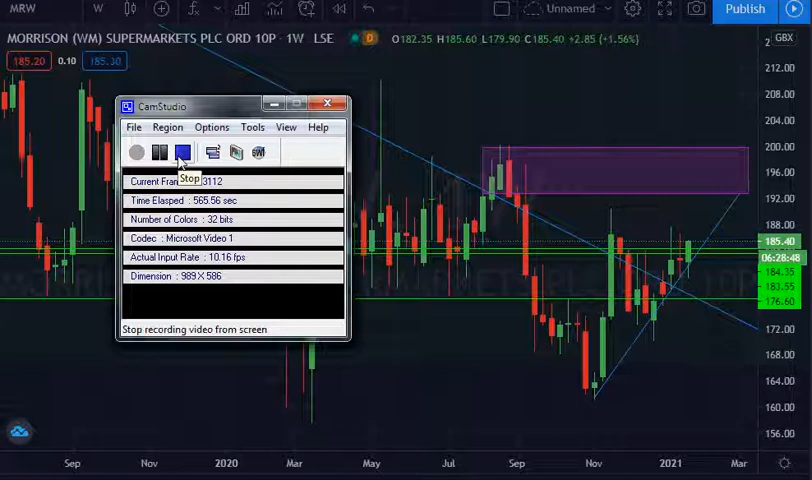 MRW W Unnamed Publish
MORRISON (WM) SUPERMARKETS PLC ORD 10P · 1W LSE D O182.35 H185.60 L179.90 C185.40 +2.85 (+1.56%) GBX
185.20 0.10 185.30
212.00
208.00
204.00
200.00
196.00
192.00
188.00
185.40
06:28:48
184.35
183.55
176.60
172.00
168.00
164.00
160.00
156.00
CamStudio
File Region Options Tools View Help
Stop
Current Fram 3112
Time Elasped : 565.56 sec
Number of Colors : 32 bits
Codec : Microsoft Video 1
Actual Input Rate : 10.16 fps
Dimension : 989 X 586
Stop recording video from screen
Sep Nov 2020 Mar May Jul Sep Nov 2021 Mar